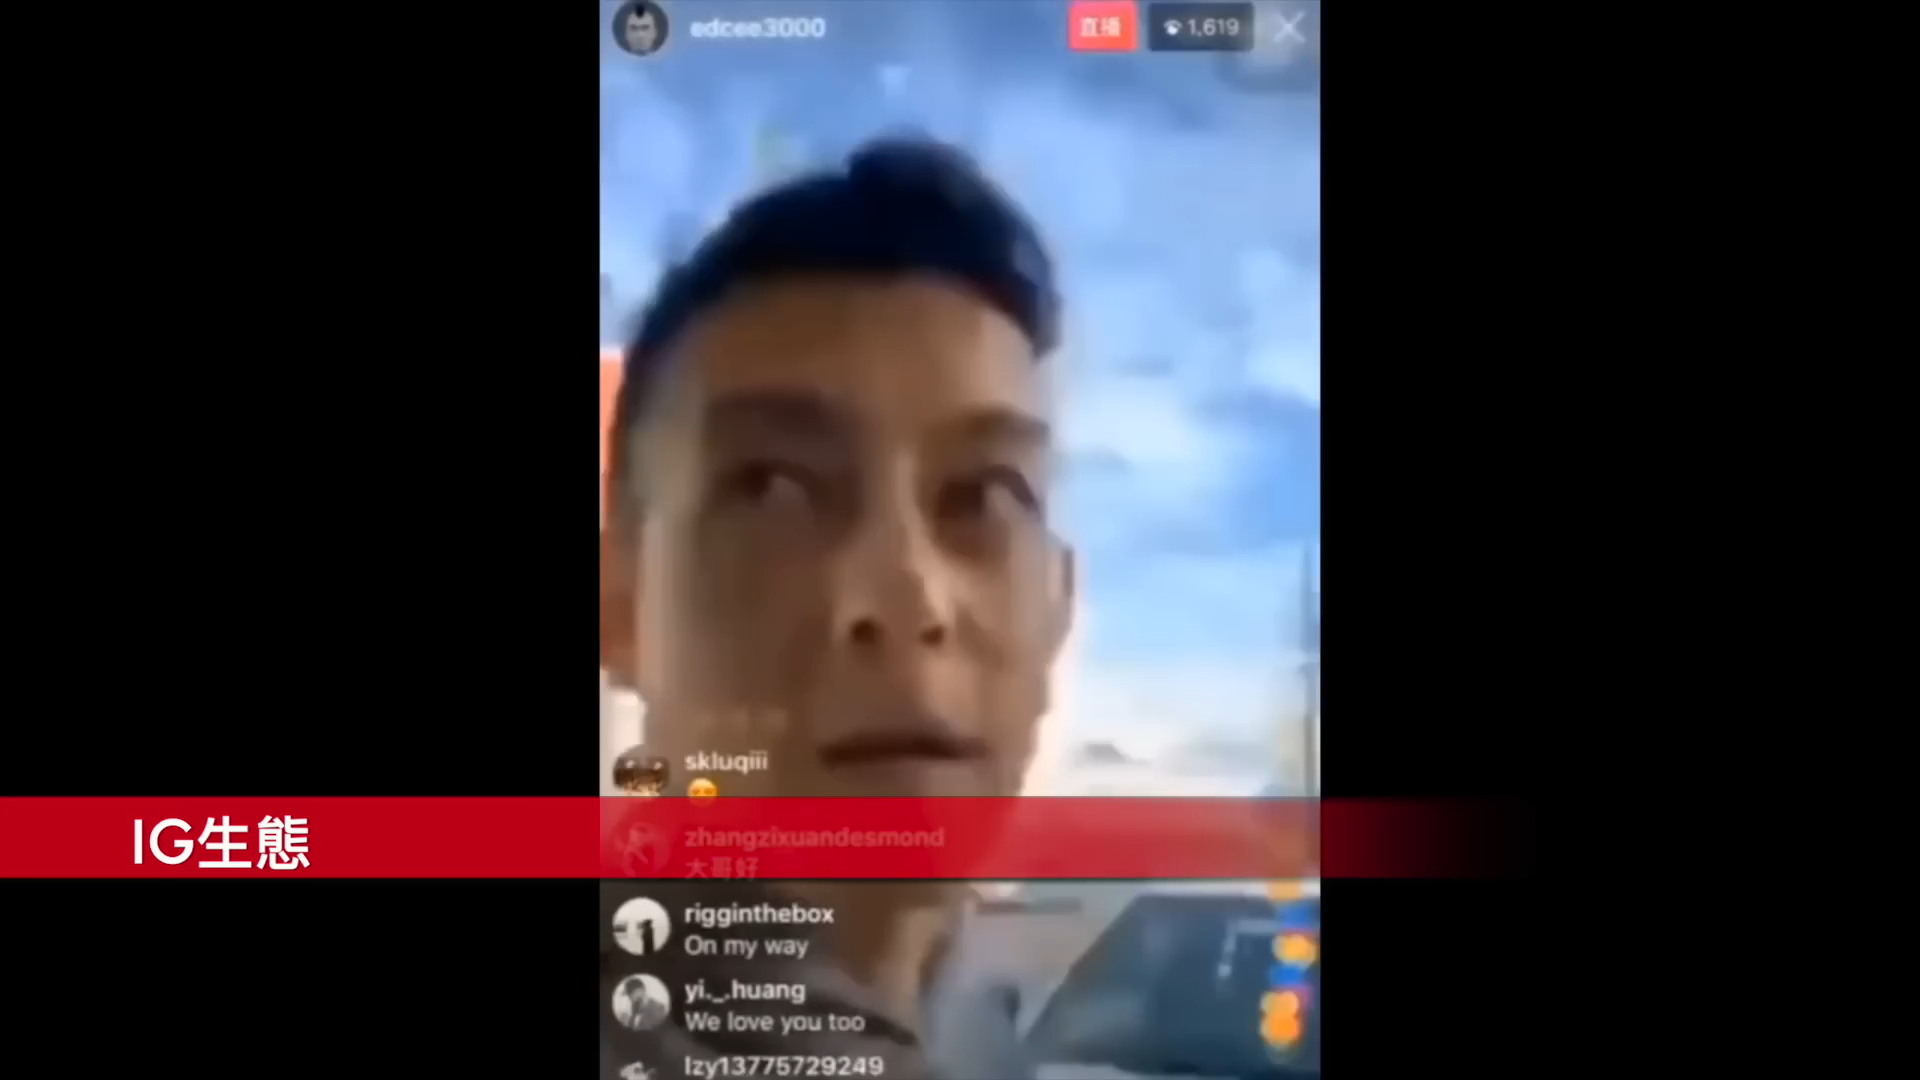 edcee3000
直播
1,619
skluqiii
zhangzixuandesmond
大哥好
IG生態
rigginthebox
On my way
yi._.huang
We love you too
lzy13775729249